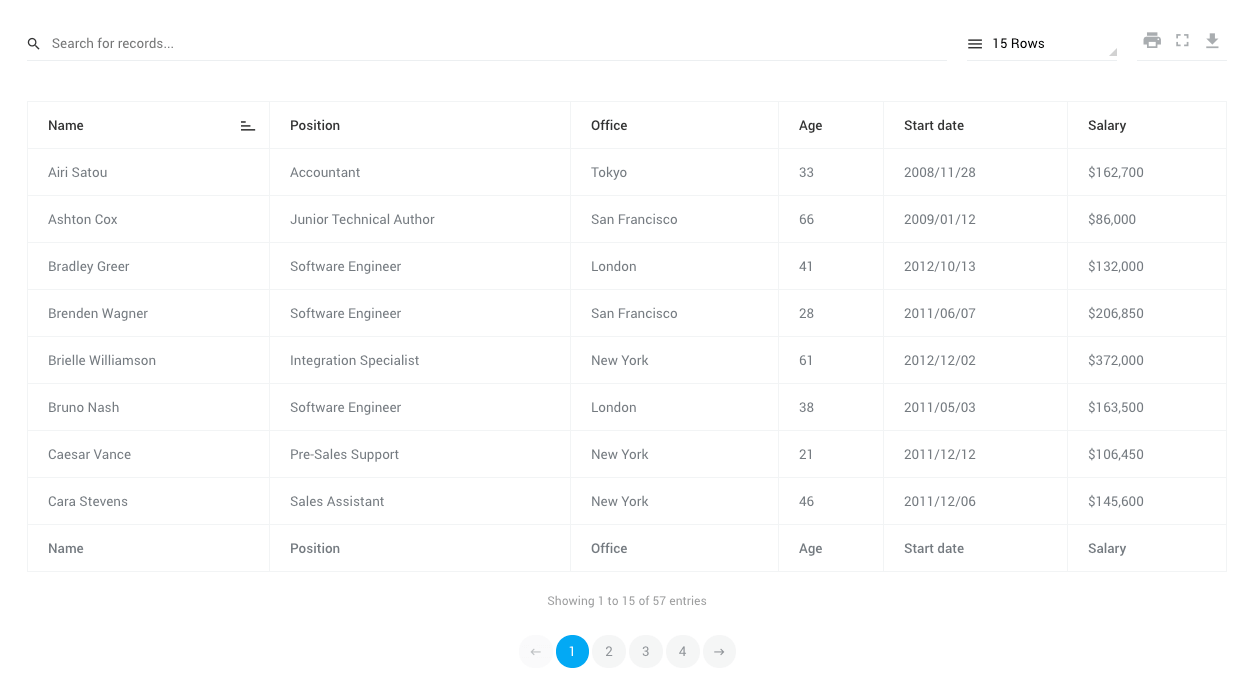 Search for records...
15 Rows
Name Position Office Age Start date Salary
Airi Satou Accountant Tokyo 33 2008/11/28 $162,700
Ashton Cox Junior Technical Author San Francisco 66 2009/01/12 $86,000
Bradley Greer Software Engineer London 41 2012/10/13 $132,000
Brenden Wagner Software Engineer San Francisco 28 2011/06/07 $206,850
Brielle Williamson Integration Specialist New York 61 2012/12/02 $372,000
Bruno Nash Software Engineer London 38 2011/05/03 $163,500
Caesar Vance Pre-Sales Support New York 21 2011/12/12 $106,450
Cara Stevens Sales Assistant New York 46 2011/12/06 $145,600
Name Position Office Age Start date Salary
Showing 1 to 15 of 57 entries
← 1 2 3 4 →